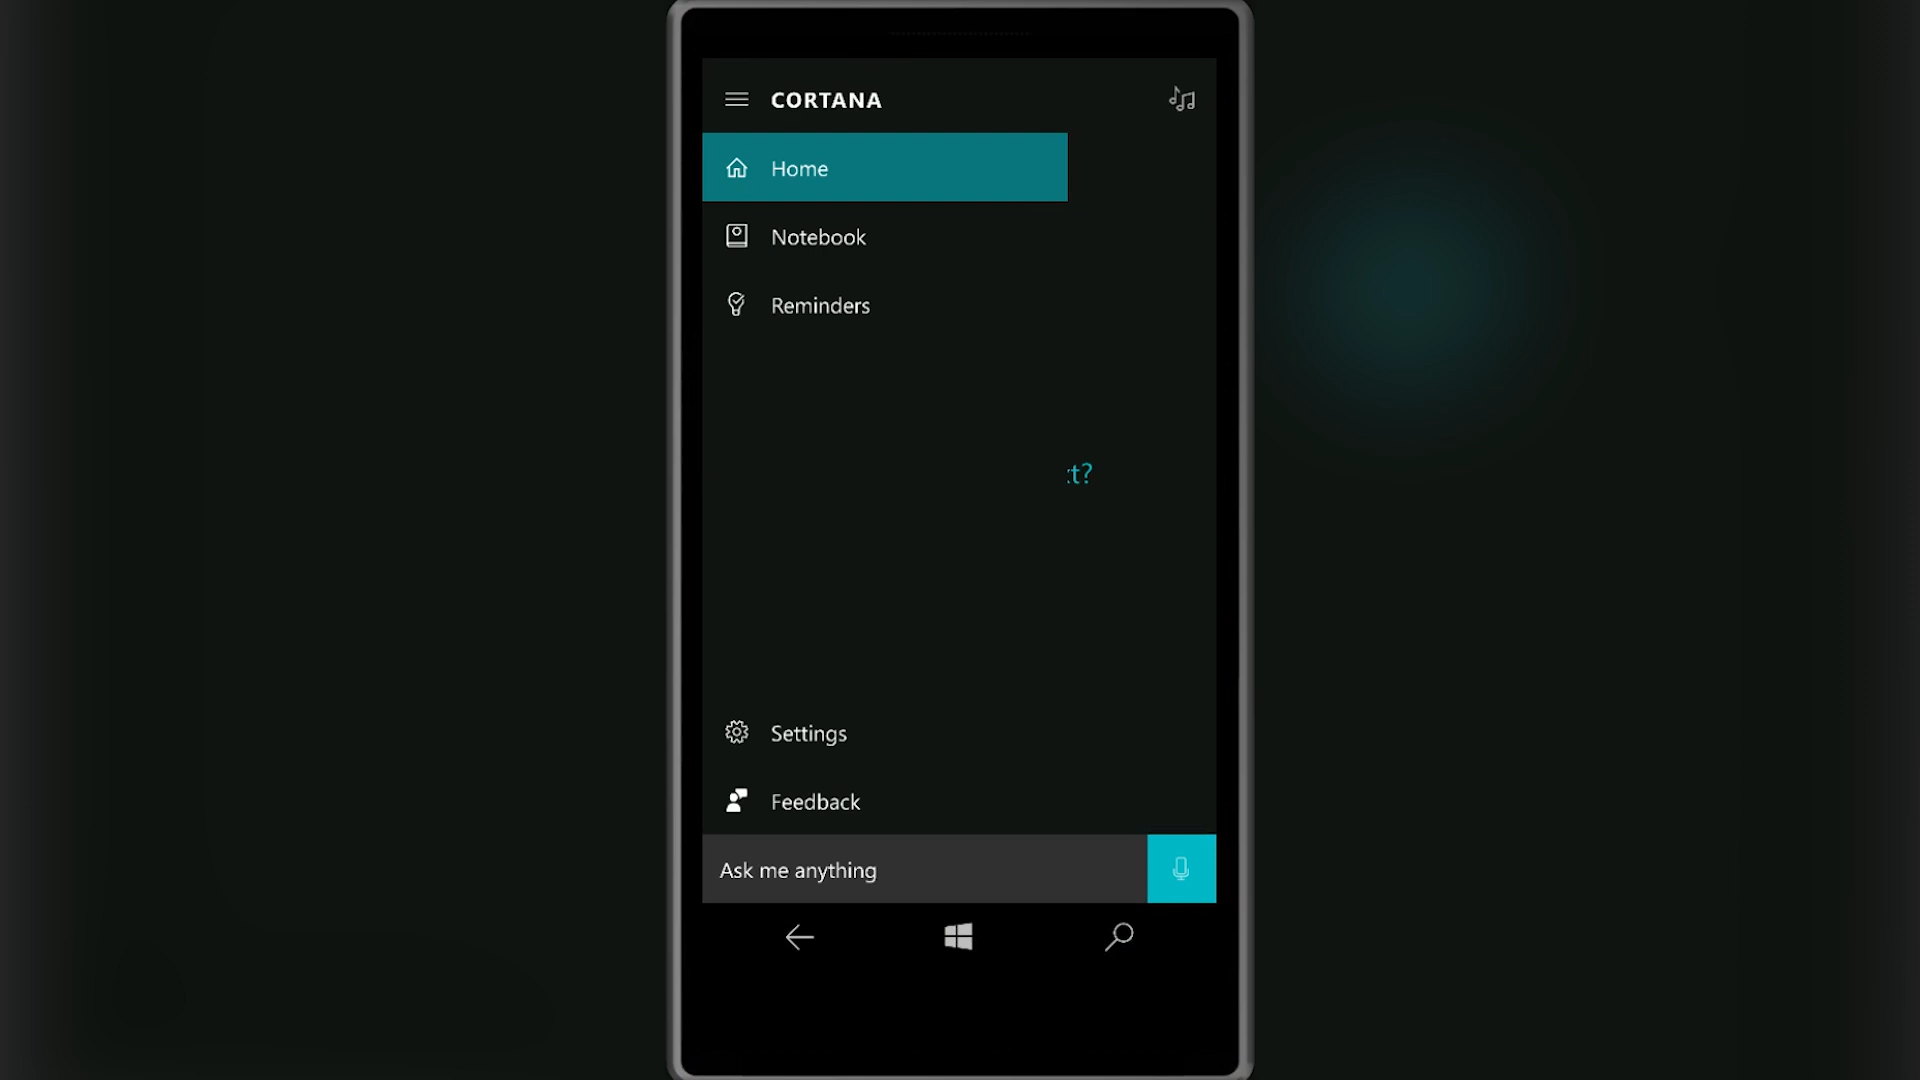 CORTANA
Home
Notebook
Reminders
t?
Settings
Feedback
Ask me anything